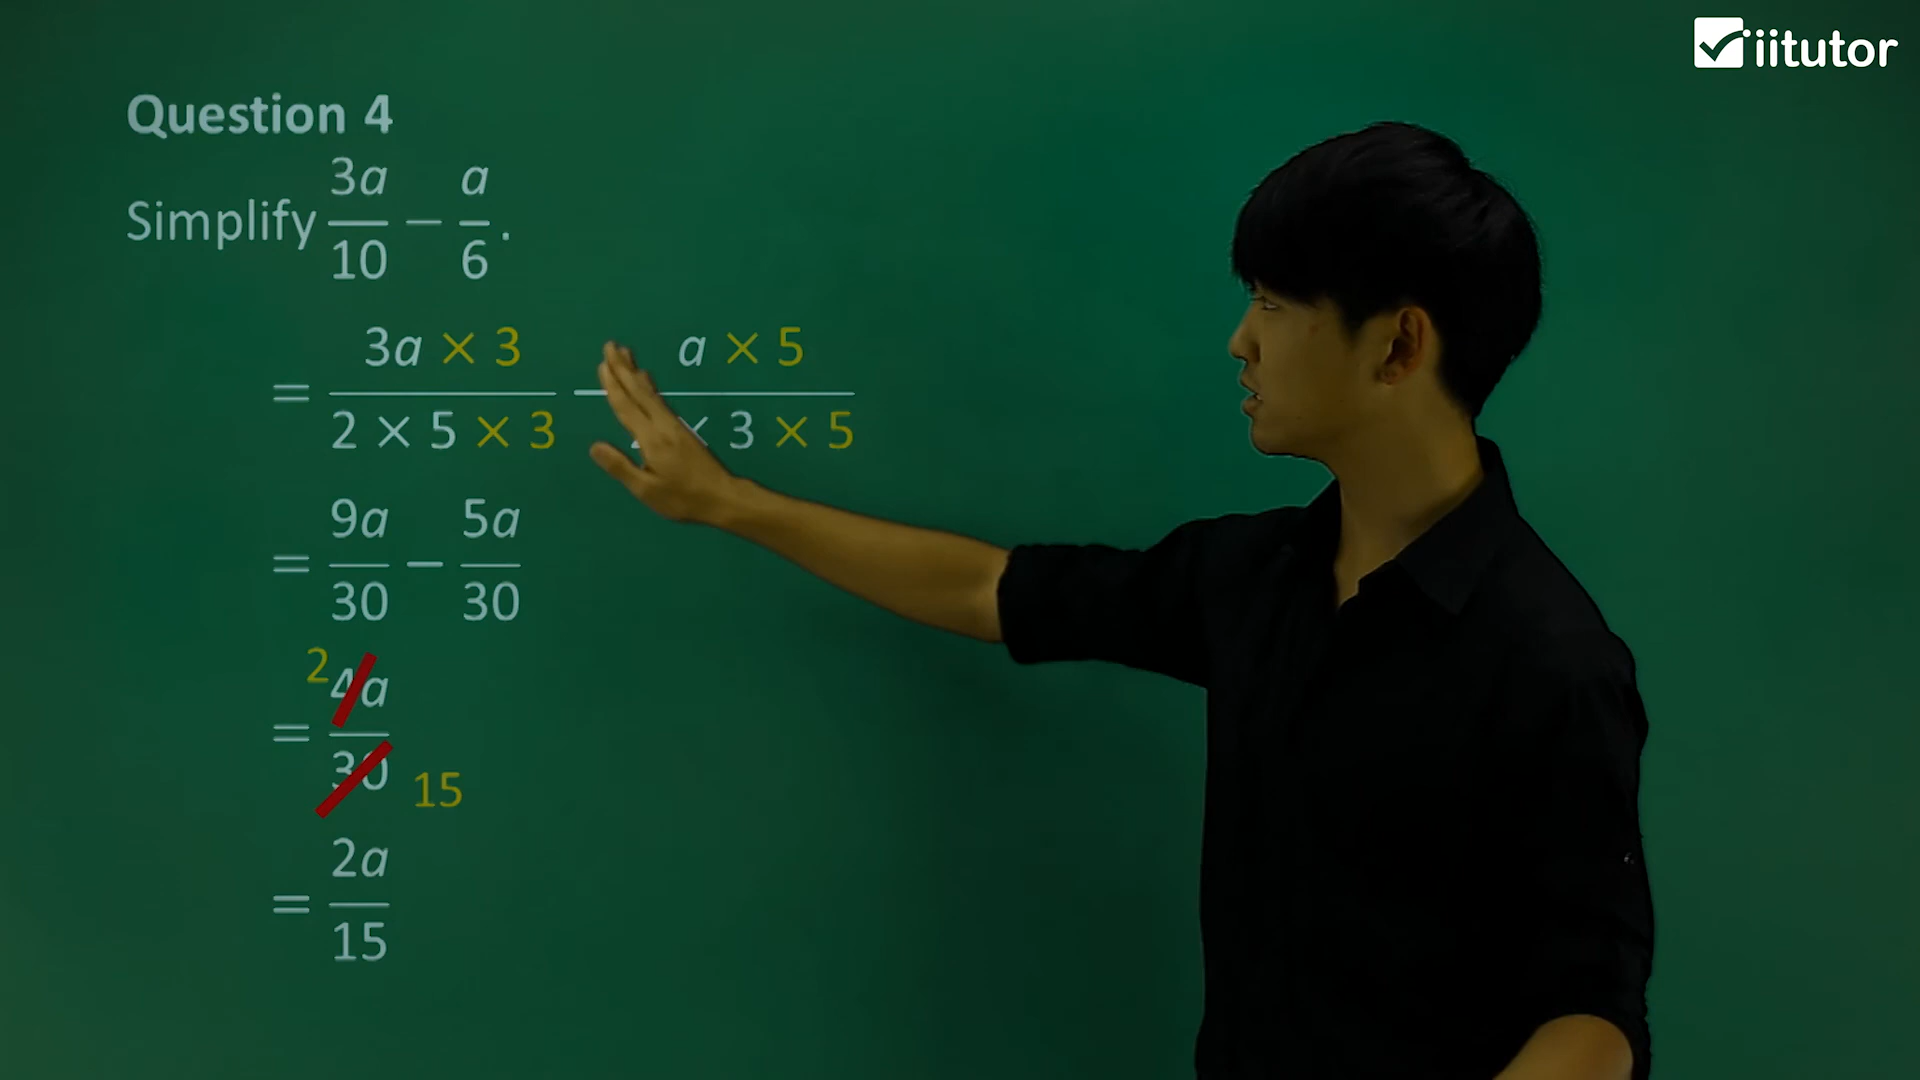 iitutor
Question 4
Simplify 3a/10 − a/6.
= 3a × 3 / 2 × 5 × 3 − a × 5 / × 3 × 5
= 9a/30 − 5a/30
2
= 4a/30
15
= 2a/15